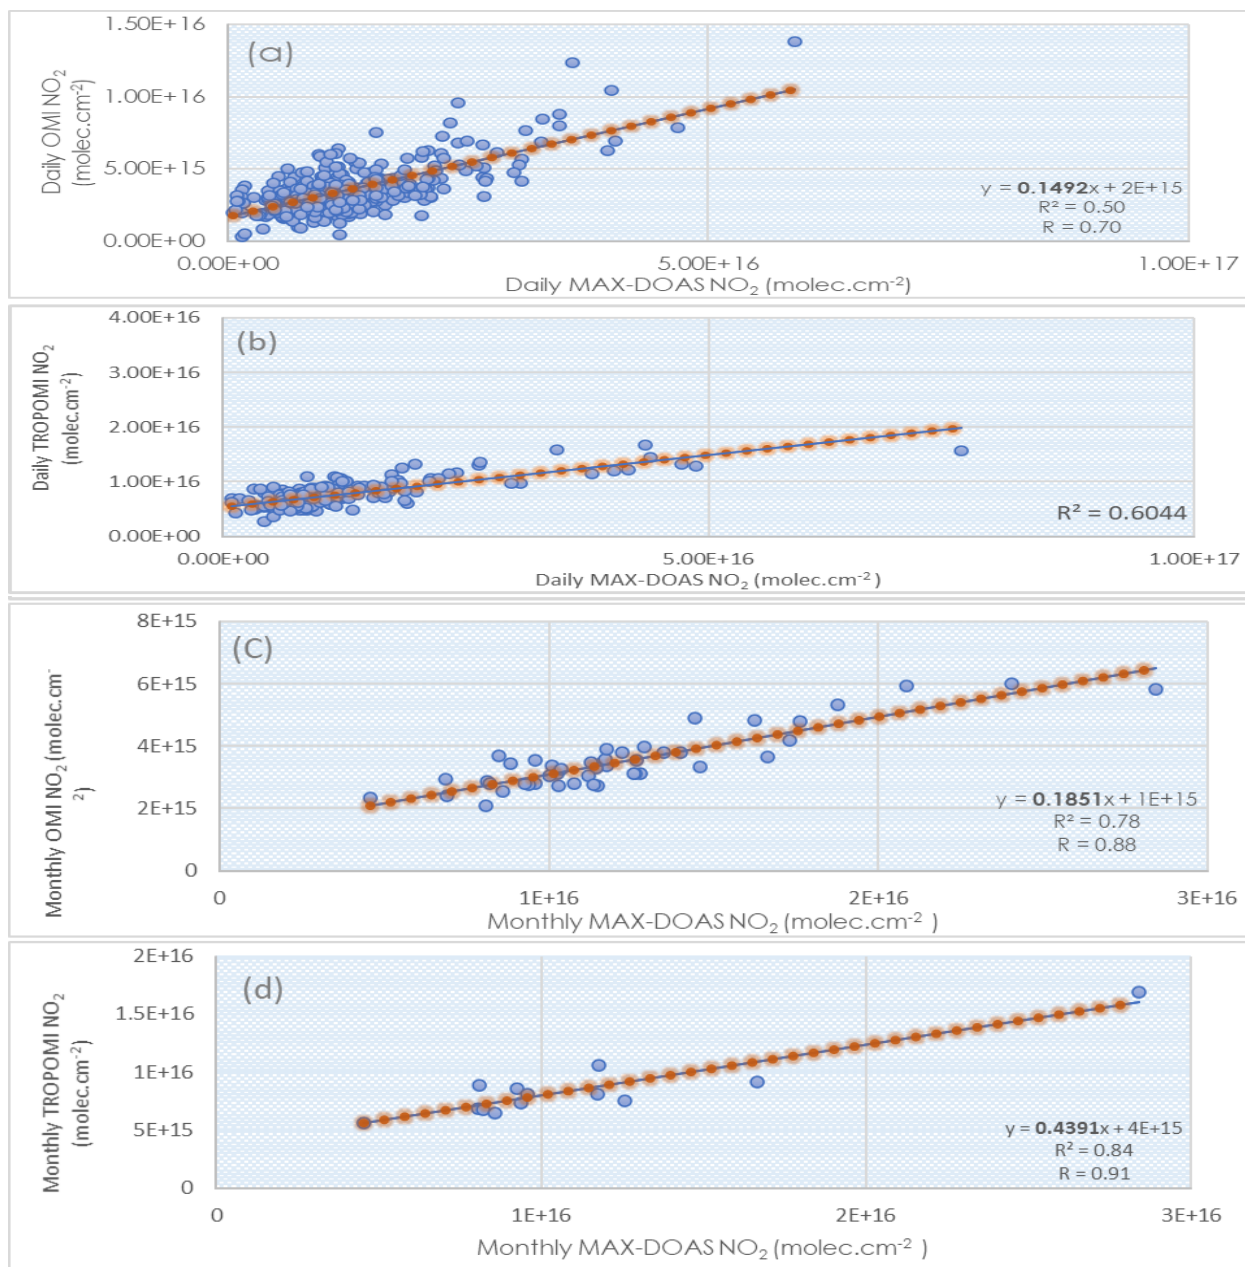 (a)
1.50E+16
1.00E+16
5.00E+15
0.00E+00
Daily OMI NO₂
(molec.cm⁻²)
y = 0.1492x + 2E+15
R² = 0.50
R = 0.70
0.00E+00 5.00E+16 1.00E+17
Daily MAX-DOAS NO₂ (molec.cm⁻²)
(b)
4.00E+16
3.00E+16
2.00E+16
1.00E+16
0.00E+00
Daily TROPOMI NO₂
(molec.cm⁻²)
R² = 0.6044
0.00E+00 5.00E+16 1.00E+17
Daily MAX-DOAS NO₂ (molec.cm⁻²)
(C)
8E+15
6E+15
4E+15
2E+15
0
Monthly OMI NO₂ (molec.cm⁻
²)
y = 0.1851x + 1E+15
R² = 0.78
R = 0.88
0 1E+16 2E+16 3E+16
Monthly MAX-DOAS NO₂ (molec.cm⁻² )
(d)
2E+16
1.5E+16
1E+16
5E+15
0
Monthly TROPOMI NO₂
(molec.cm⁻²)
y = 0.4391x + 4E+15
R² = 0.84
R = 0.91
0 1E+16 2E+16 3E+16
Monthly MAX-DOAS NO₂ (molec.cm⁻² )